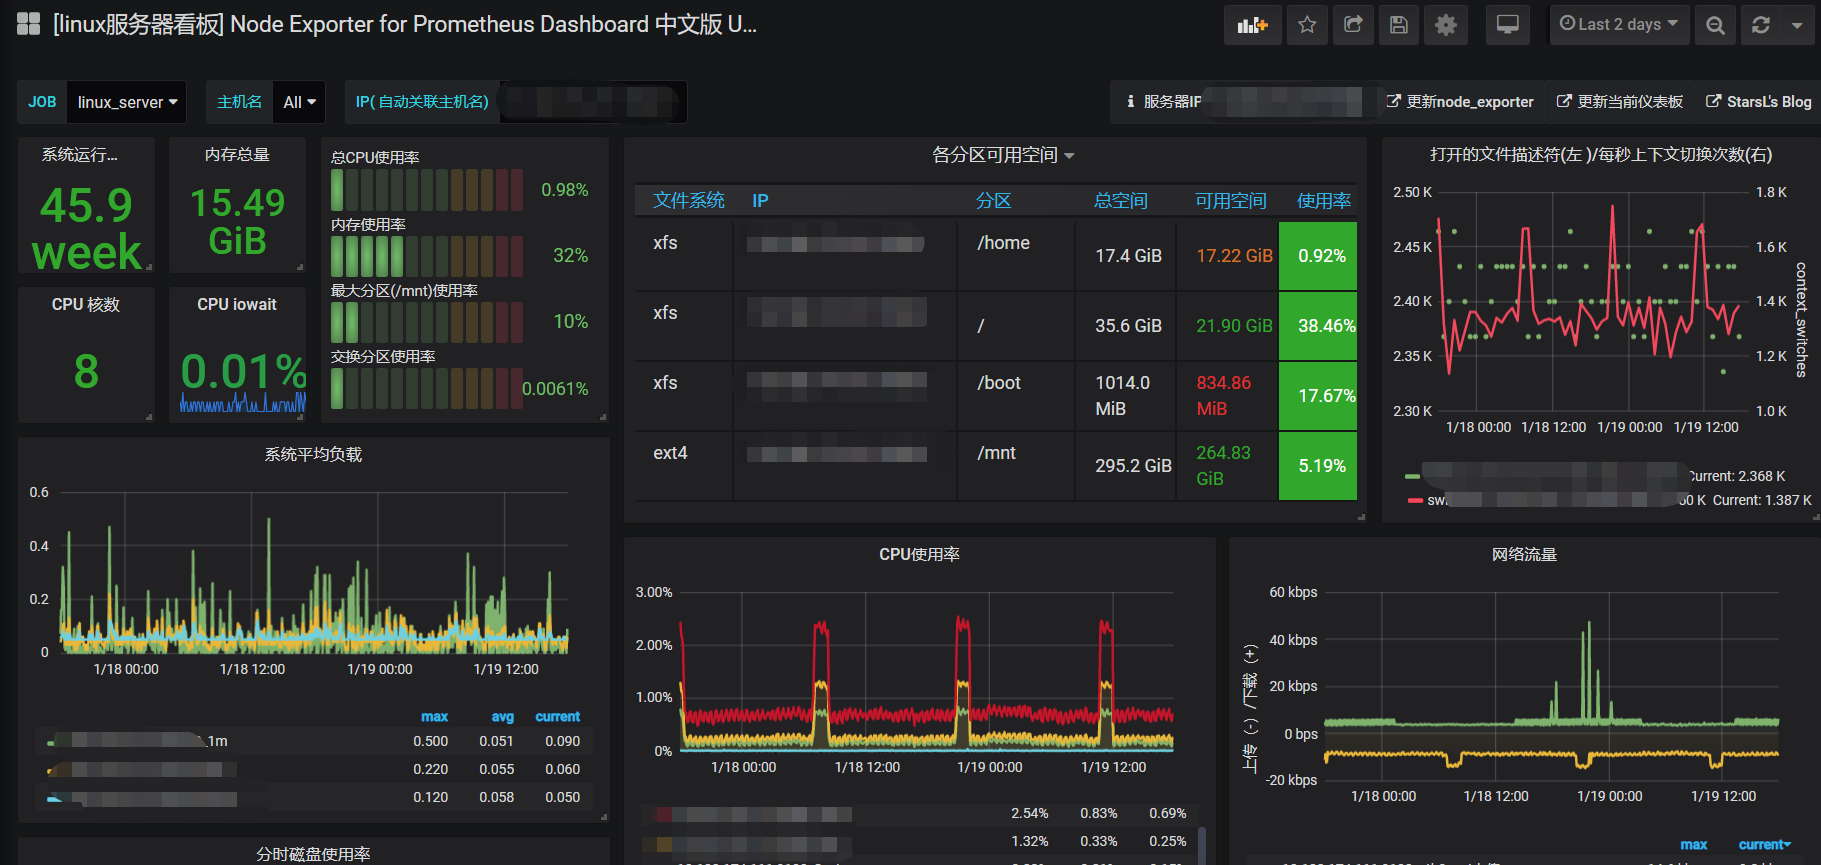 [linux服务器看板] Node Exporter for Prometheus Dashboard 中文版 U...
Last 2 days
JOB linux_server
主机名 All
IP( 自动关联主机名)
服务器IP
更新node_exporter
更新当前仪表板
StarsL's Blog
系统运行...
45.9
week
内存总量
15.49
GiB
CPU 核数
8
CPU iowait
0.01%
总CPU使用率
0.98%
内存使用率
32%
最大分区(/mnt)使用率
10%
交换分区使用率
0.0061%
各分区可用空间
文件系统 IP 分区 总空间 可用空间 使用率
xfs /home 17.4 GiB 17.22 GiB 0.92%
xfs / 35.6 GiB 21.90 GiB 38.46%
xfs /boot 1014.0 MiB 834.86 MiB 17.67%
ext4 /mnt 295.2 GiB 264.83 GiB 5.19%
打开的文件描述符(左 )/每秒上下文切换次数(右)
2.50 K
2.45 K
2.40 K
2.35 K
2.30 K
1.8 K
1.6 K
1.4 K
1.2 K
1.0 K
context_switches
1/18 00:00 1/18 12:00 1/19 00:00 1/19 12:00
Current: 2.368 K
K Current: 1.387 K
系统平均负载
0.6
0.4
0.2
0
1/18 00:00 1/18 12:00 1/19 00:00 1/19 12:00
max avg current
1m 0.500 0.051 0.090
0.220 0.055 0.060
0.120 0.058 0.050
分时磁盘使用率
CPU使用率
3.00%
2.00%
1.00%
0%
1/18 00:00 1/18 12:00 1/19 00:00 1/19 12:00
2.54% 0.83% 0.69%
1.32% 0.33% 0.25%
网络流量
上传（-）/下载（+）
60 kbps
40 kbps
20 kbps
0 bps
-20 kbps
1/18 00:00 1/18 12:00 1/19 00:00 1/19 12:00
max current